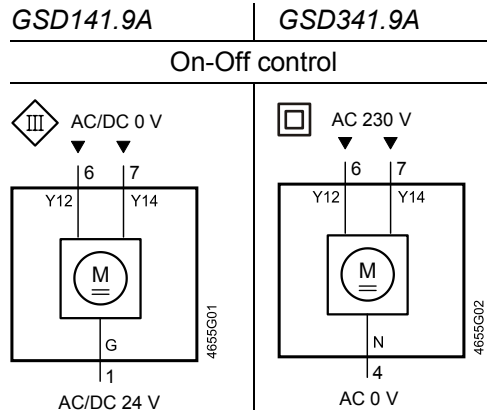 GSD141.9A GSD341.9A
On-Off control
III AC/DC 0 V
6 7
Y12 Y14
M
G
1
AC/DC 24 V
4655G01
AC 230 V
6 7
Y12 Y14
M
N
4
AC 0 V
4655G02